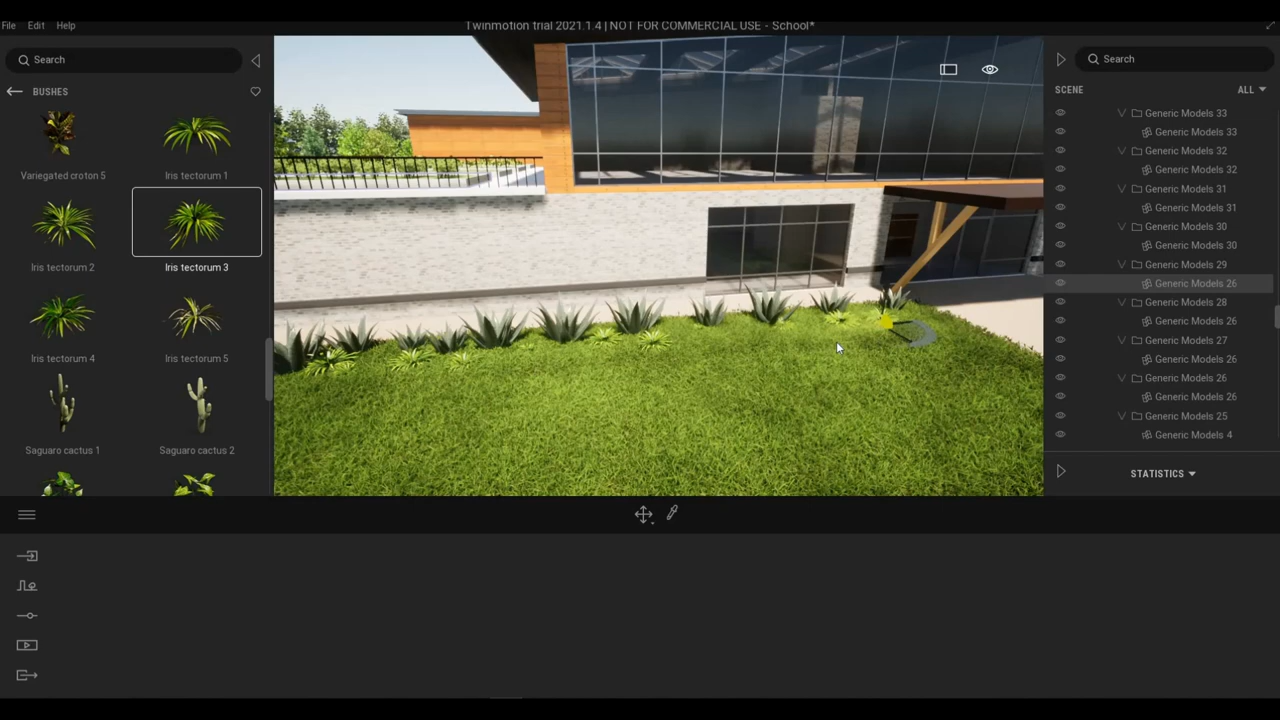 File Edit Help
Twinmotion trial 2021.1.4 | NOT FOR COMMERCIAL USE - School*
Search
BUSHES
Variegated croton 5
Iris tectorum 1
Iris tectorum 2
Iris tectorum 3
Iris tectorum 4
Iris tectorum 5
Saguaro cactus 1
Saguaro cactus 2
Search
SCENE ALL
Generic Models 33
Generic Models 33
Generic Models 32
Generic Models 32
Generic Models 31
Generic Models 31
Generic Models 30
Generic Models 30
Generic Models 29
Generic Models 26
Generic Models 28
Generic Models 26
Generic Models 27
Generic Models 26
Generic Models 26
Generic Models 26
Generic Models 25
Generic Models 4
STATISTICS